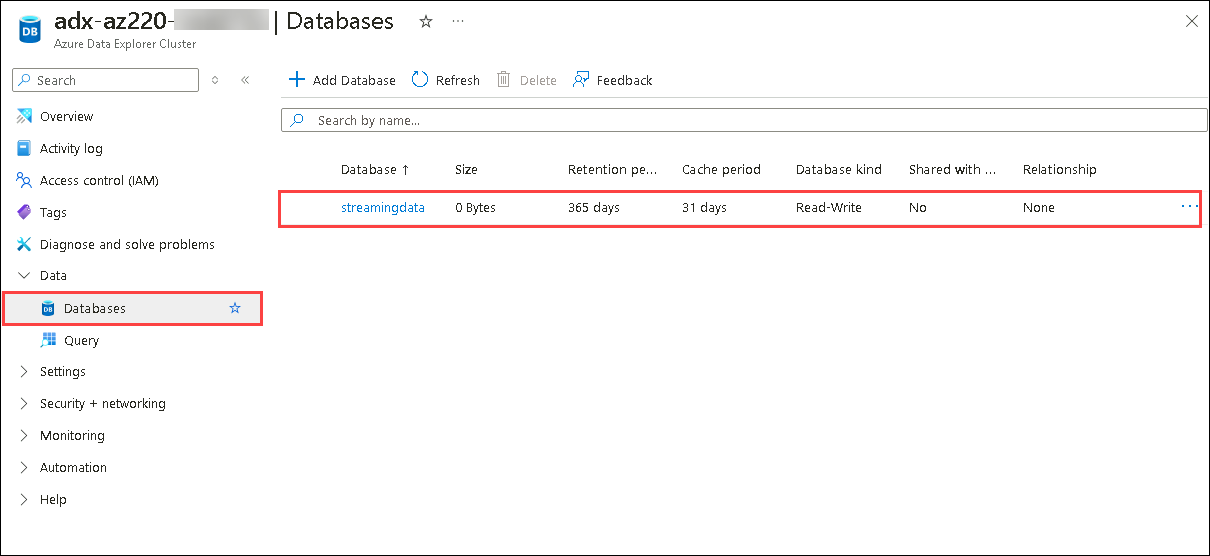 adx-az220- | Databases
Azure Data Explorer Cluster
Search
Add Database Refresh Delete Feedback
Search by name...
Overview
Activity log
Access control (IAM)
Tags
Diagnose and solve problems
Data
Databases
Query
Settings
Security + networking
Monitoring
Automation
Help
Database ↑ Size Retention pe... Cache period Database kind Shared with ... Relationship
streamingdata 0 Bytes 365 days 31 days Read-Write No None